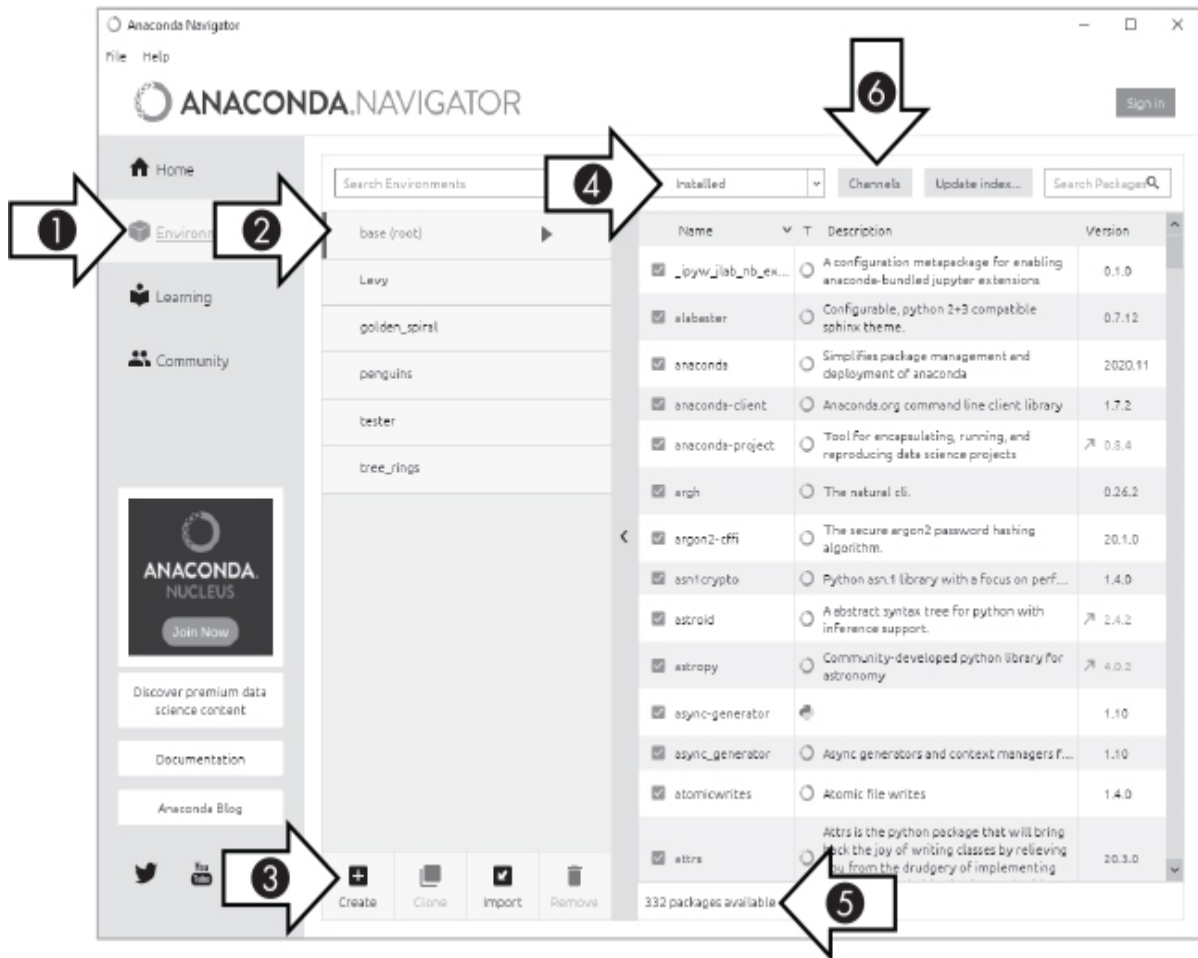 Anaconda Navigator
File Help
ANACONDA.NAVIGATOR
Sign in
6
Home
Search Environments
4
Installed
Channels
Update index...
Search Packages
1
Environ
2
base (root)
Name
T
Description
Version
_ipyw_jlab_nb_ex...
A configuration metapackage for enabling
anaconda-bundled jupyter extensions
0.1.0
Learning
Levy
alabaster
Configurable, python 2+3 compatible
sphinx theme.
0.7.12
golden_spiral
Community
penguins
anaconda
Simplifies package management and
deployment of anaconda
2020.11
anaconda-client
Anaconda.org command line client library
1.7.2
tester
anaconda-project
Tool for encapsulating, running, and
reproducing data science projects
0.8.4
tree_rings
argh
The natural cli.
0.26.2
argon2-cffi
The secure argon2 password hashing
algorithm.
20.1.0
ANACONDA.
NUCLEUS
Join Now
asn1crypto
Python asn.1 library with a focus on perf....
1.4.0
astroid
A abstract syntax tree for python with
inference support.
2.4.2
astropy
Community-developed python library for
astronomy
4.0.2
Discover premium data
science content
async-generator
1.10
Documentation
async_generator
Async generators and context managers f...
1.10
Anaconda Blog
atomicwrites
Atomic file writes
1.4.0
attrs
Attrs is the python package that will bring
back the joy of writing classes by relieving
you from the drudgery of implementing
20.3.0
You
Tube
3
Create
Clone
Import
Remove
332 packages available
5